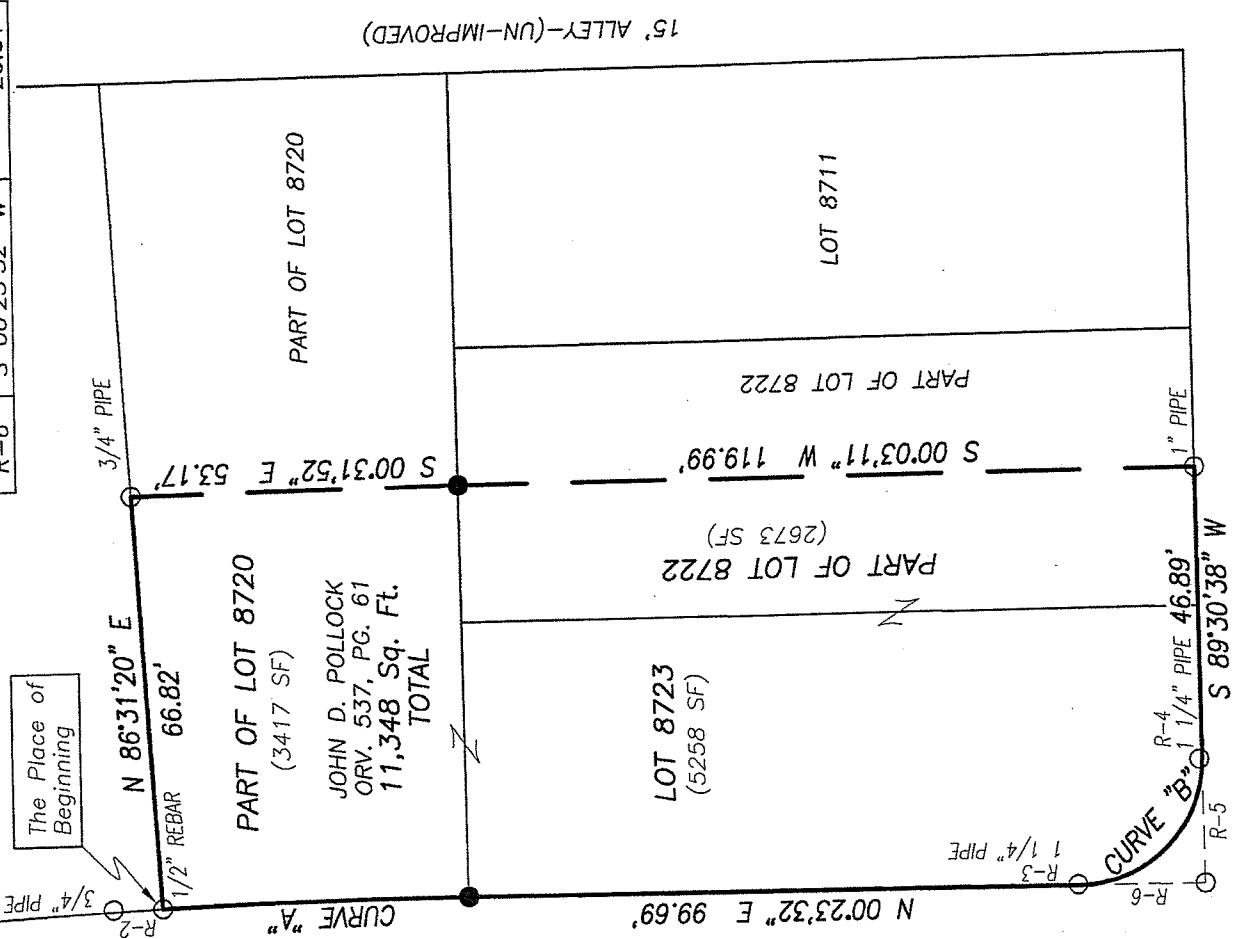 15' ALLEY-(UN-IMPROVED)
R-6 S 00°23'32" W
The Place of
Beginning
3/4" PIPE
R-2
1/2" REBAR
N 86°31'20" E
66.82'
3/4" PIPE
PART OF LOT 8720
(3417 SF)
JOHN D. POLLOCK
ORV. 537, PG. 61
11,348 Sq. Ft.
TOTAL
S 00°31'52" E 53.17'
PART OF LOT 8720
CURVE "A"
N 00°23'32" E 99.69'
LOT 8723
(5258 SF)
PART OF LOT 8722
(2673 SF)
S 00°03'11" W 119.99'
PART OF LOT 8722
LOT 8711
R-3
1 1/4" PIPE
CURVE "B"
R-6
R-5
R-4
1 1/4" PIPE
46.89'
S 89°30'38" W
1" PIPE